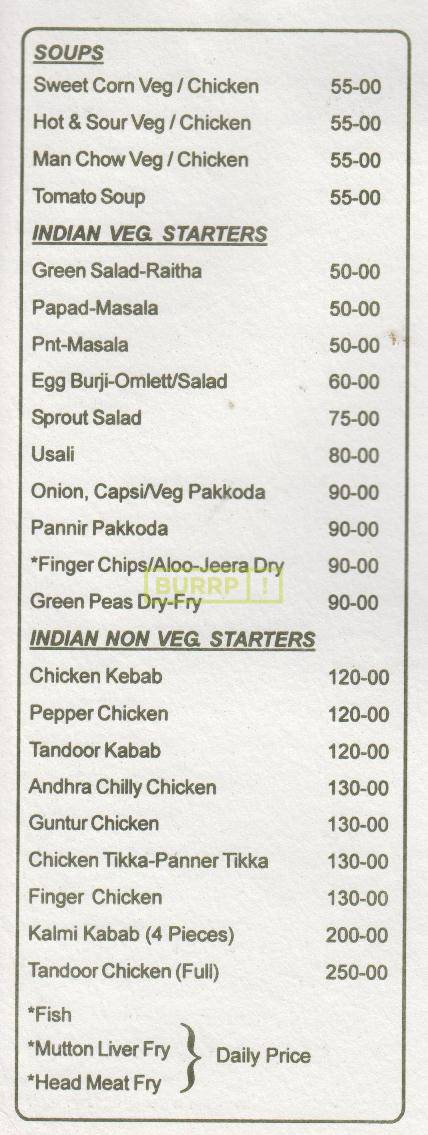 SOUPS
Sweet Corn Veg / Chicken 55-00
Hot & Sour Veg / Chicken 55-00
Man Chow Veg / Chicken 55-00
Tomato Soup 55-00
INDIAN VEG. STARTERS
Green Salad-Raitha 50-00
Papad-Masala 50-00
Pnt-Masala 50-00
Egg Burji-Omlett/Salad 60-00
Sprout Salad 75-00
Usali 80-00
Onion, Capsi/Veg Pakkoda 90-00
Pannir Pakkoda 90-00
*Finger Chips/Aloo-Jeera Dry 90-00
BURRP !
Green Peas Dry-Fry 90-00
INDIAN NON VEG. STARTERS
Chicken Kebab 120-00
Pepper Chicken 120-00
Tandoor Kabab 120-00
Andhra Chilly Chicken 130-00
Guntur Chicken 130-00
Chicken Tikka-Panner Tikka 130-00
Finger Chicken 130-00
Kalmi Kabab (4 Pieces) 200-00
Tandoor Chicken (Full) 250-00
*Fish
*Mutton Liver Fry } Daily Price
*Head Meat Fry